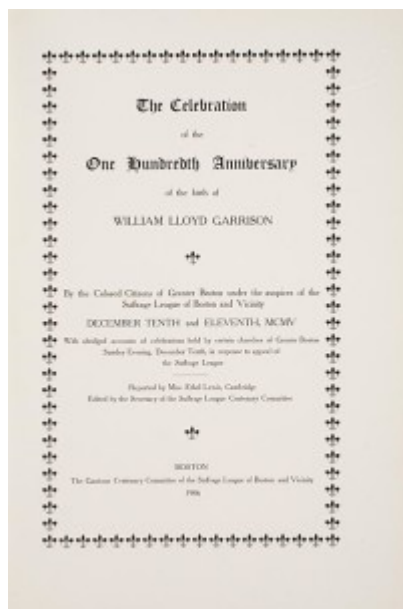 The Celebration
of the
One Hundredth Anniversary
of the birth of
WILLIAM LLOYD GARRISON
By the Colored Citizens of Greater Boston under the auspices of the
Suffrage League of Boston and Vicinity
DECEMBER TENTH and ELEVENTH, MCMV
With abridged accounts of celebrations held by certain churches of Greater Boston
Sunday Evening, December Tenth, in response to appeal of
the Suffrage League
Reported by Miss Ethel Lewis, Cambridge
Edited by the Secretary of the Suffrage League Centenary Committee
BOSTON
The Garrison Centenary Committee of the Suffrage League of Boston and Vicinity
1906